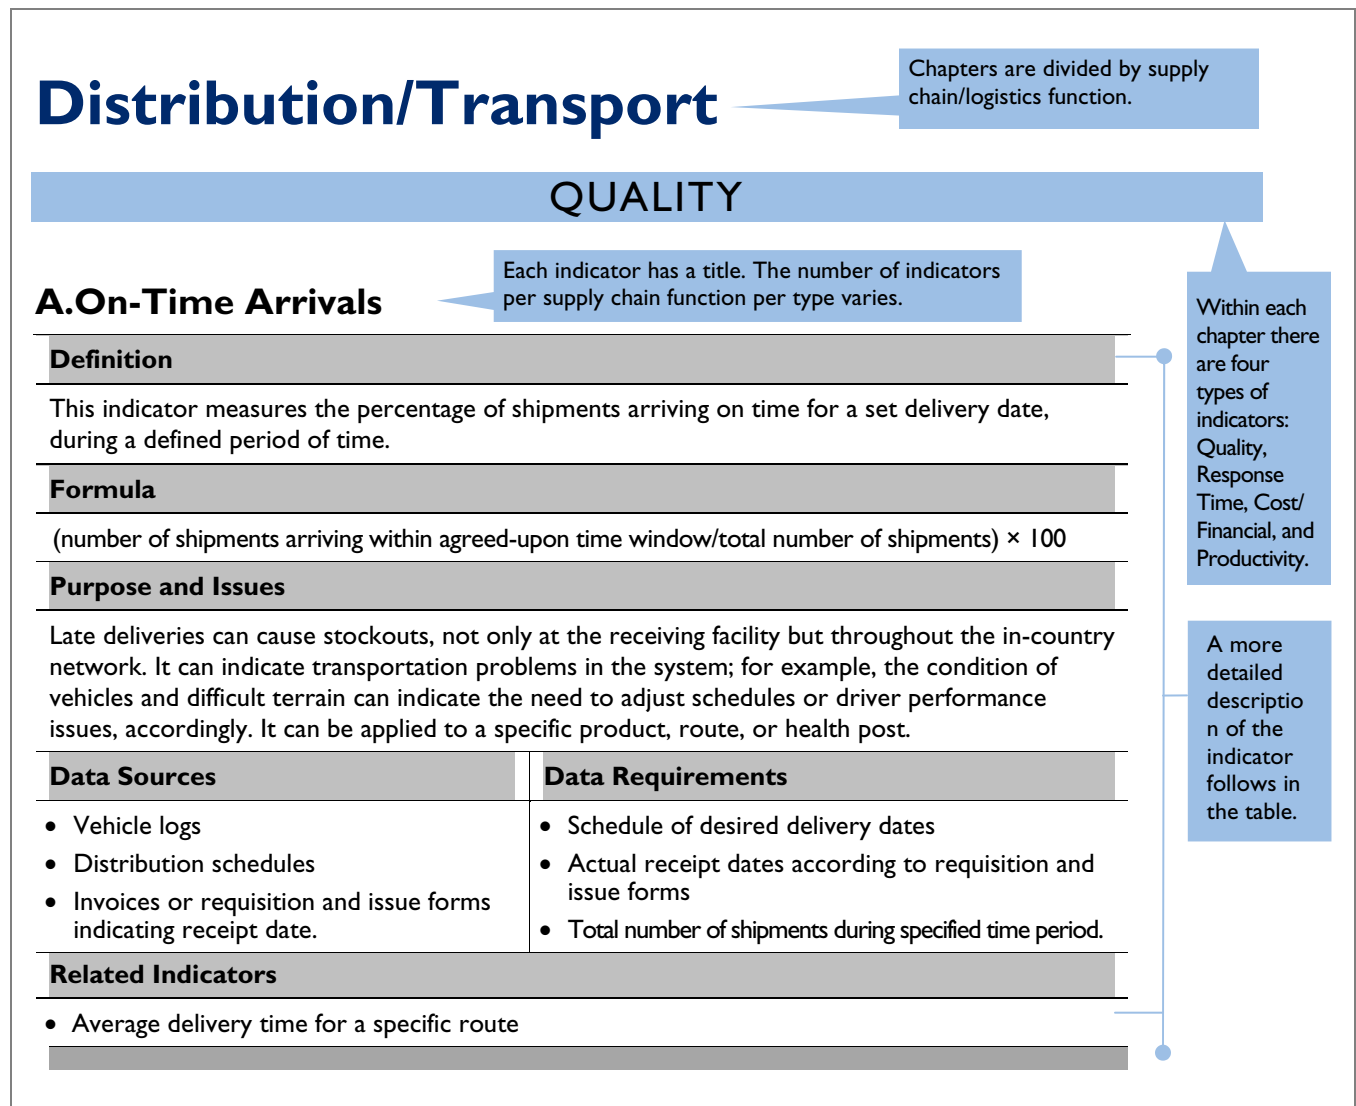 Distribution/Transport
Chapters are divided by supply
chain/logistics function.
QUALITY
Each indicator has a title. The number of indicators
per supply chain function per type varies.
A.On-Time Arrivals
Within each
chapter there
are four
types of
indicators:
Quality,
Response
Time, Cost/
Financial, and
Productivity.
Definition
This indicator measures the percentage of shipments arriving on time for a set delivery date,
during a defined period of time.
Formula
(number of shipments arriving within agreed-upon time window/total number of shipments) × 100
Purpose and Issues
Late deliveries can cause stockouts, not only at the receiving facility but throughout the in-country
network. It can indicate transportation problems in the system; for example, the condition of
vehicles and difficult terrain can indicate the need to adjust schedules or driver performance
issues, accordingly. It can be applied to a specific product, route, or health post.
A more
detailed
descriptio
n of the
indicator
follows in
the table.
Data Sources
• Vehicle logs
• Distribution schedules
• Invoices or requisition and issue forms
indicating receipt date.
Data Requirements
• Schedule of desired delivery dates
• Actual receipt dates according to requisition and
issue forms
• Total number of shipments during specified time period.
Related Indicators
• Average delivery time for a specific route